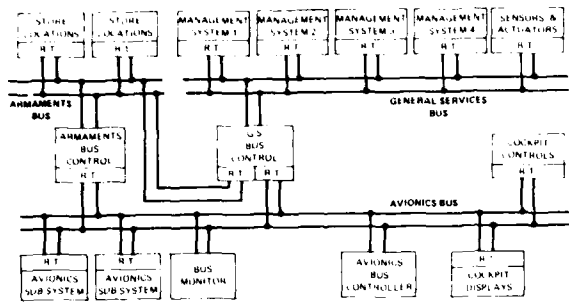 STORE
LOCATIONS
R T
STORE
LOCATIONS
R T
MANAGEMENT
SYSTEM 1
R T
MANAGEMENT
SYSTEM 2
R T
MANAGEMENT
SYSTEM 3
R T
MANAGEMENT
SYSTEM 4
R T
SENSORS &
ACTUATORS
R T
ARMAMENTS
BUS
GENERAL SERVICES
BUS
ARMAMENTS
BUS CONTROL
R T
G S
BUS
CONTROL
R T R T
COCKPIT
CONTROLS
R T
AVIONICS BUS
R T
AVIONICS
SUB SYSTEM
R T
AVIONICS
SUB SYSTEM
BUS
MONITOR
AVIONICS
BUS
CONTROLLER
R T
COCKPIT
DISPLAYS